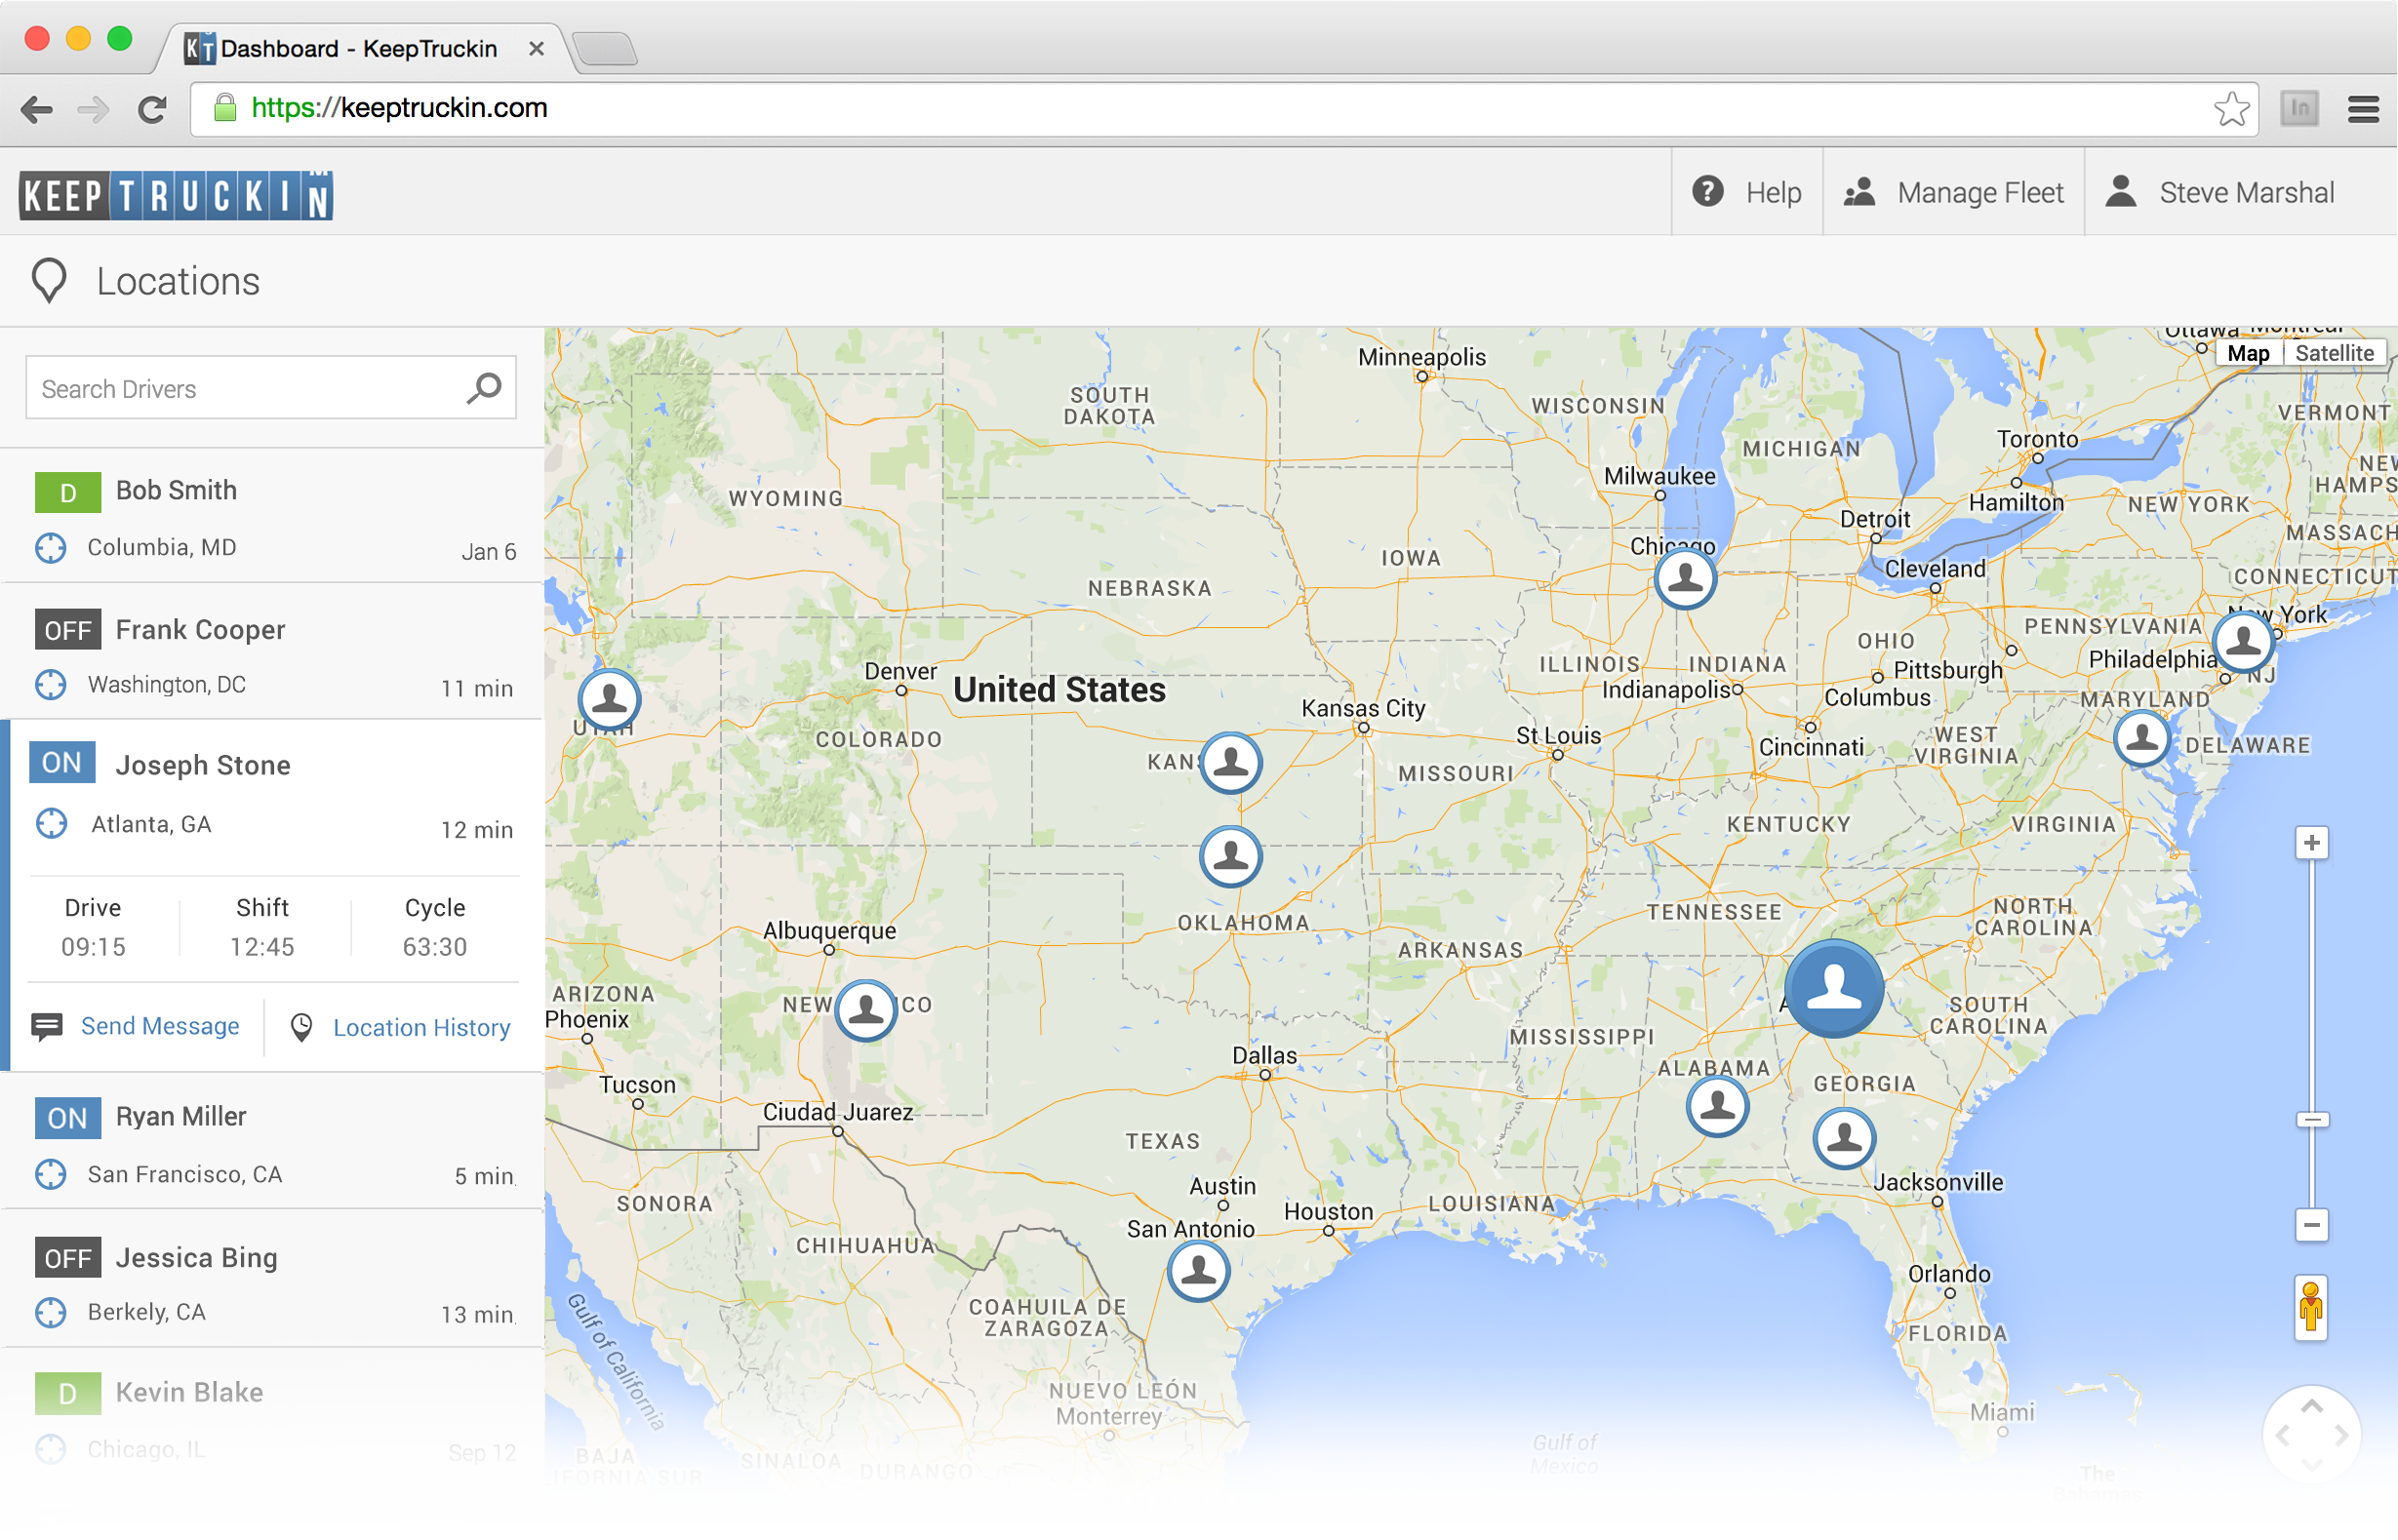 KT Dashboard - KeepTruckin
https://keeptruckin.com
In
KEEPTRUCKIN
Help
Manage Fleet
Steve Marshal
Locations
Search Drivers
D Bob Smith
Columbia, MD
Jan 6
OFF Frank Cooper
Washington, DC
11 min
ON Joseph Stone
Atlanta, GA
12 min
Drive
Shift
Cycle
09:15
12:45
63:30
Send Message
Location History
ON Ryan Miller
San Francisco, CA
5 min
OFF Jessica Bing
Berkely, CA
13 min
D Kevin Blake
Chicago, IL
Sep 12
Ottawa
Montreal
Map
Satellite
Minneapolis
SOUTH
DAKOTA
WISCONSIN
VERMONT
MICHIGAN
Toronto
NEW
HAMPS
WYOMING
Milwaukee
Hamilton
NEW YORK
Detroit
MASSACH
Chicago
IOWA
Cleveland
CONNECTICUT
NEBRASKA
New York
PENNSYLVANIA
OHIO
Denver
United States
ILLINOIS
INDIANA
Pittsburgh
Philadelphia
NJ
Indianapolis
Columbus
MARYLAND
Kansas City
UTAH
COLORADO
St Louis
Cincinnati
WEST
VIRGINIA
DELAWARE
KANS
MISSOURI
KENTUCKY
VIRGINIA
Albuquerque
OKLAHOMA
TENNESSEE
NORTH
CAROLINA
ARKANSAS
ARIZONA
Phoenix
NEW
ICO
A
SOUTH
CAROLINA
MISSISSIPPI
Dallas
ALABAMA
GEORGIA
Tucson
Ciudad Juarez
TEXAS
Austin
Jacksonville
SONORA
Houston
LOUISIANA
San Antonio
CHIHUAHUA
Orlando
COAHUILA DE
ZARAGOZA
Gulf of California
FLORIDA
NUEVO LEÓN
Monterrey
Miami
Gulf of
Mexico
BAJA
IFORNIA SUR
SINALOA
DURANGO
The
Bahamas